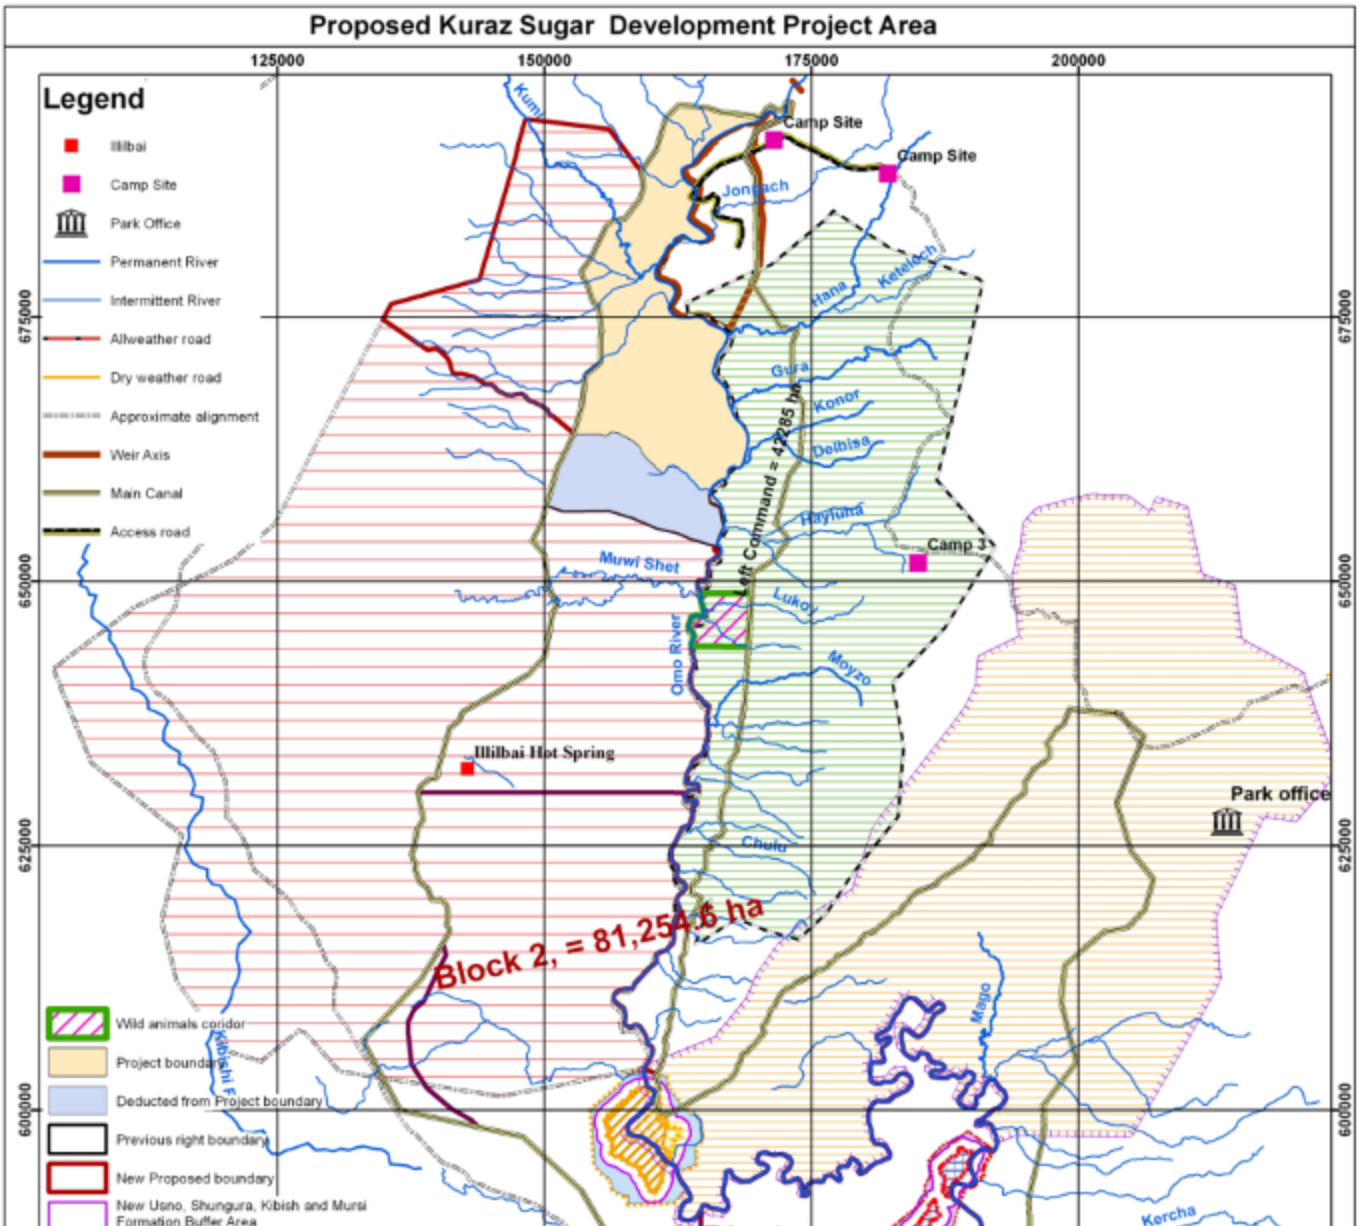 Proposed Kuraz Sugar Development Project Area
125000
150000
175000
200000
Legend
Illilbai
Camp Site
Park Office
Permanent River
Intermittent River
Allweather road
Dry weather road
Approximate alignment
Weir Axis
Main Canal
Access road
Kumi
Camp Site
Camp Site
Jongach
Keteloch
Hana
675000
675000
Gura
Konor
Delbisa
Left Command = 42285 ha
Hayluha
Camp 3
Muwi Shet
650000
650000
Lukoy
Omo River
Moyzo
Illilbai Hot Spring
Park office
625000
625000
Chulu
Block 2, = 81,254.6 ha
Mago
Wild animals coridor
Project boundary
Kibishi
Deducted from Project boundary
600000
600000
Previous right boundary
New Proposed boundary
New Usno, Shungura, Kibish and Mursi
Formation Buffer Area
Kercha